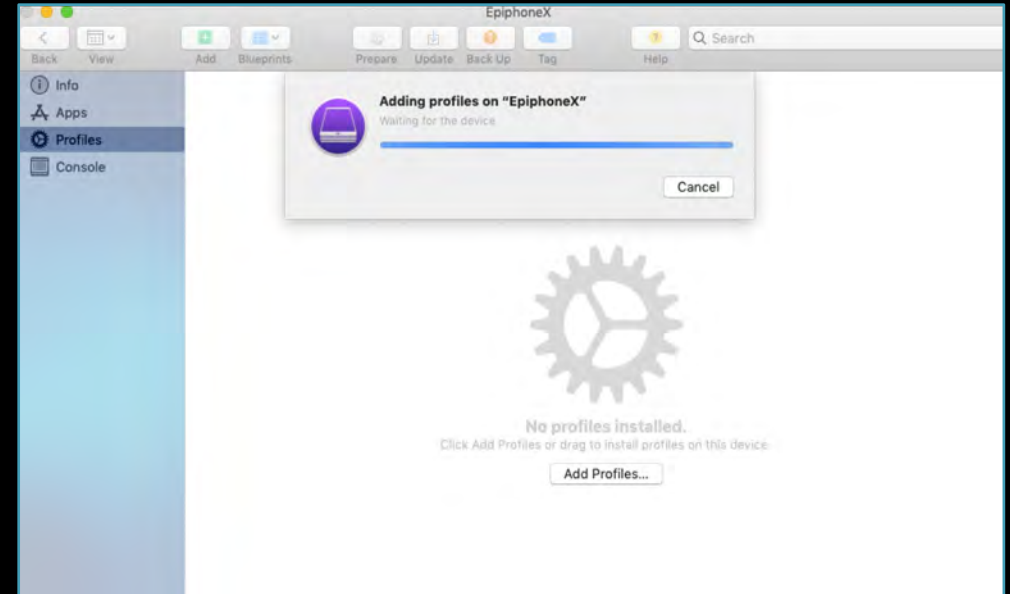 EpiphoneX
Search
Back View Add Blueprints Prepare Update Back Up Tag Help
Info
Apps
Profiles
Console
Adding profiles on “EpiphoneX”
Waiting for the device
Cancel
No profiles installed.
Click Add Profiles or drag to install profiles on this device
Add Profiles...